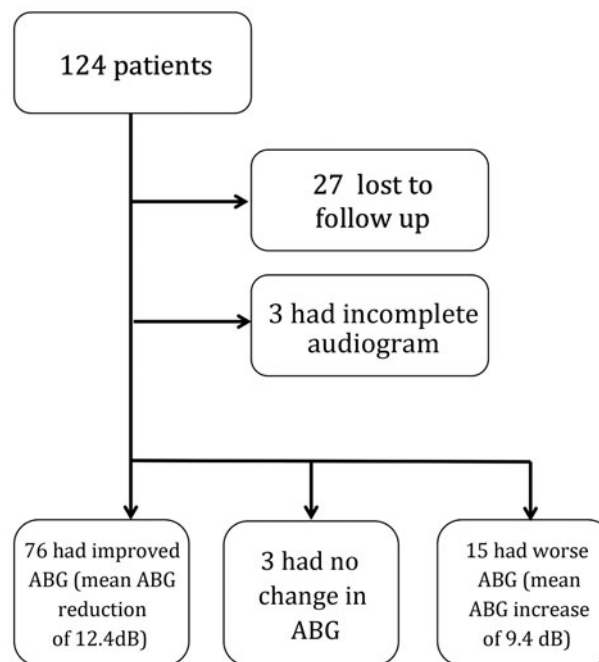 124 patients
27 lost to
follow up
3 had incomplete
audiogram
76 had improved
ABG (mean ABG
reduction
of 12.4dB)
3 had no
change in
ABG
15 had worse
ABG (mean
ABG increase
of 9.4 dB)